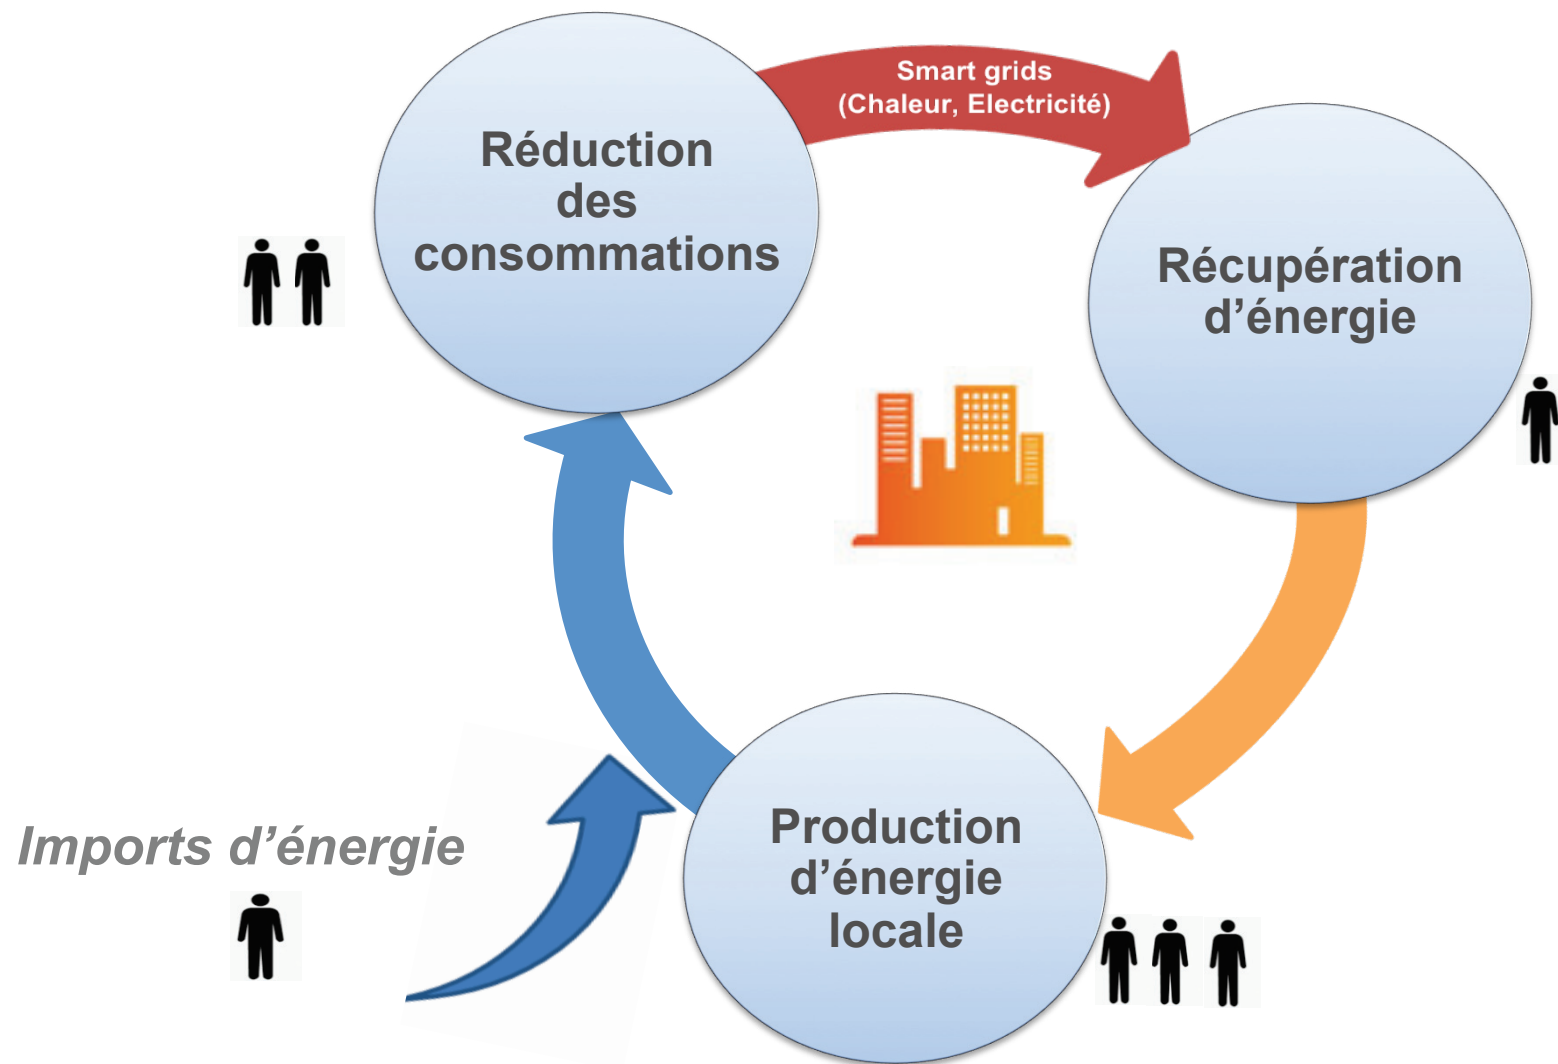 Smart grids
(Chaleur, Electricité)
Réduction
des
consommations
Récupération
d’énergie
Imports d’énergie
Production
d’énergie
locale